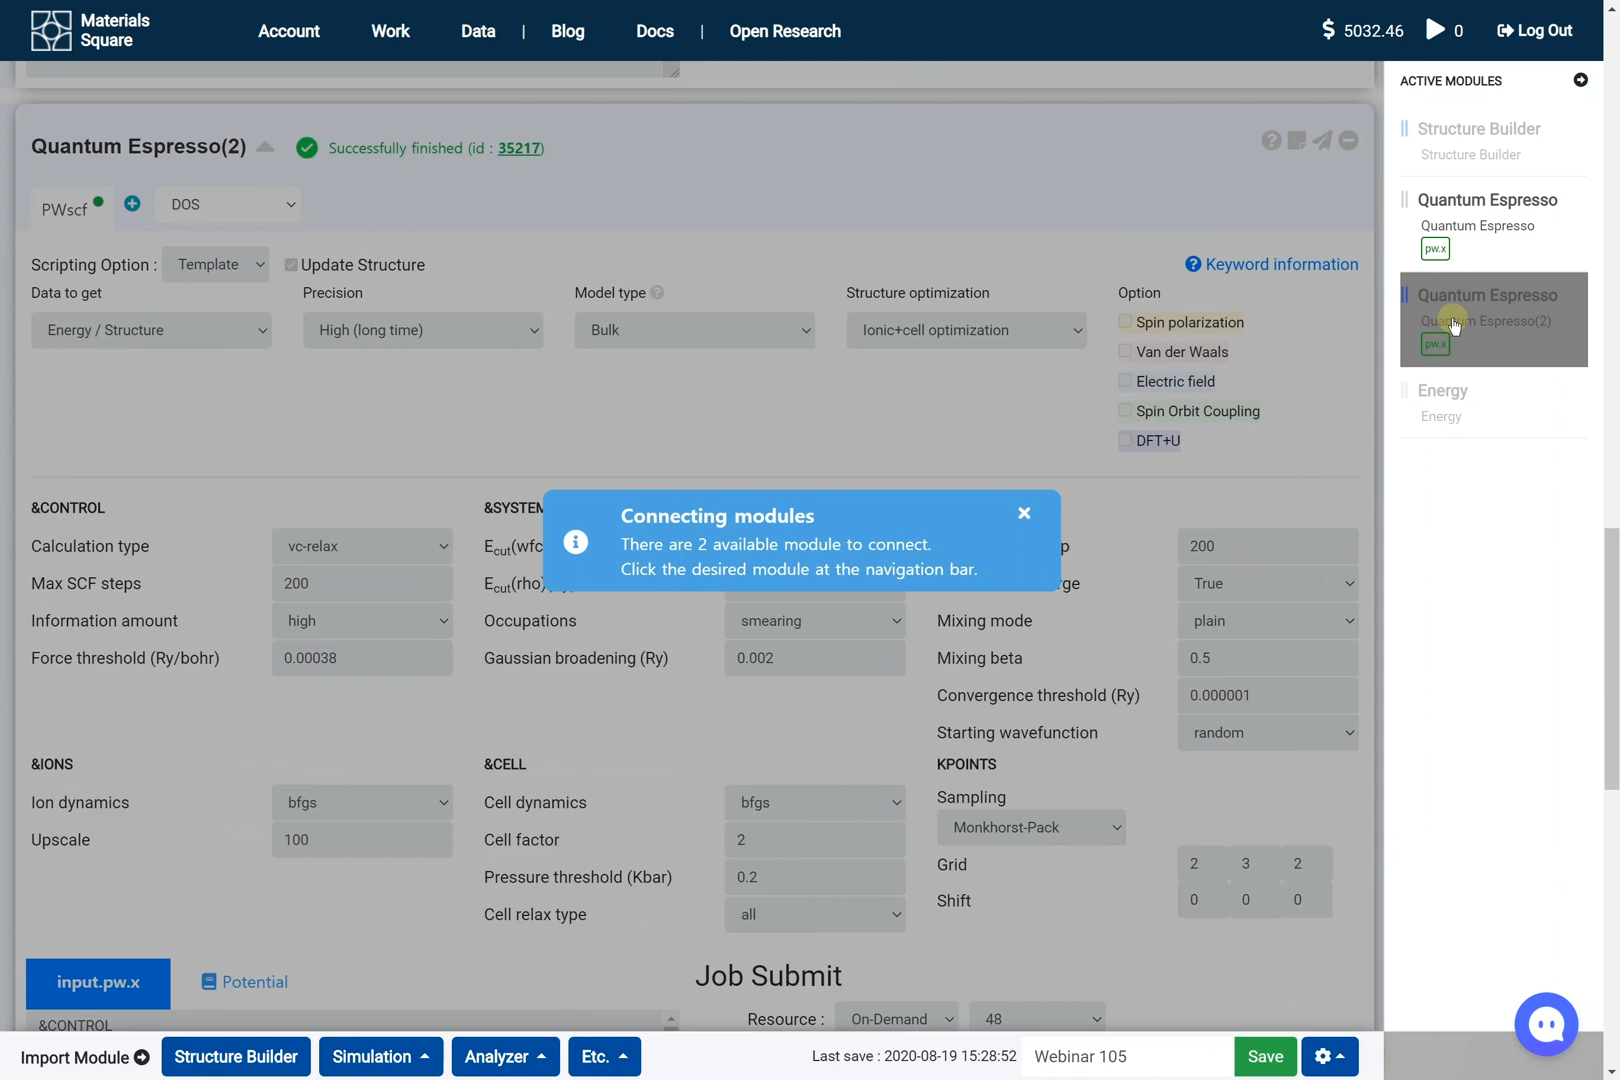 Materials
Square
Account
Work
Data
|
Blog
Docs
|
Open Research
$ 5032.46
0
Log Out
Quantum Espresso(2)
Successfully finished (id : 35217)
PWscf
DOS
Scripting Option :
Template
Update Structure
Keyword information
Data to get
Precision
Model type
Structure optimization
Option
Energy / Structure
High (long time)
Bulk
Ionic+cell optimization
Spin polarization
Van der Waals
Electric field
Spin Orbit Coupling
DFT+U
&CONTROL
Calculation type
vc-relax
Max SCF steps
200
Information amount
high
Force threshold (Ry/bohr)
0.00038
&SYSTEM
Ecut(wfc
Ecut(rho)
Occupations
smearing
Gaussian broadening (Ry)
0.002
Connecting modules
There are 2 available module to connect.
Click the desired module at the navigation bar.
200
True
Mixing mode
plain
Mixing beta
0.5
Convergence threshold (Ry)
0.000001
Starting wavefunction
random
&IONS
Ion dynamics
bfgs
Upscale
100
&CELL
Cell dynamics
bfgs
Cell factor
2
Pressure threshold (Kbar)
0.2
Cell relax type
all
KPOINTS
Sampling
Monkhorst-Pack
Grid
2 3 2
Shift
0 0 0
input.pw.x
Potential
&CONTROL
Job Submit
Resource :
On-Demand
48
ACTIVE MODULES
Structure Builder
Structure Builder
Quantum Espresso
Quantum Espresso
pw.x
Quantum Espresso
Quantum Espresso(2)
pw.x
Energy
Energy
Import Module
Structure Builder
Simulation
Analyzer
Etc.
Last save : 2020-08-19 15:28:52
Webinar 105
Save